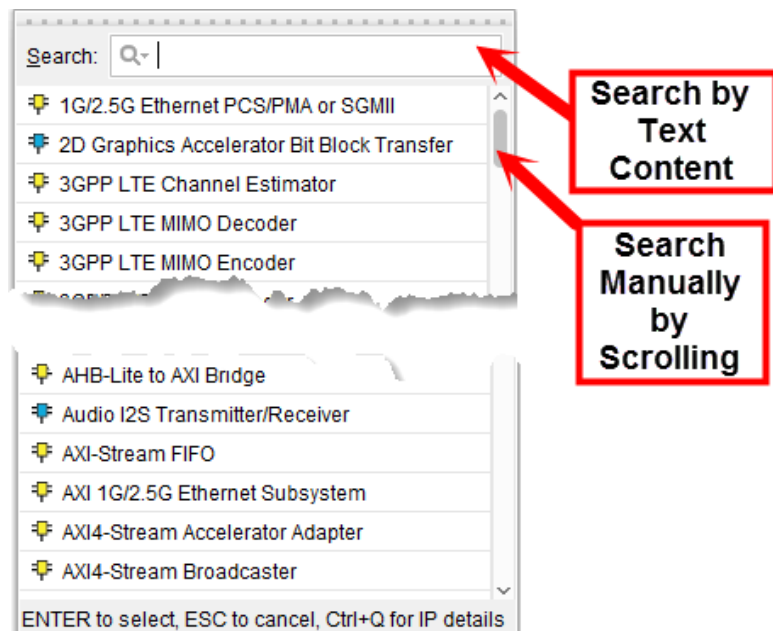 Search:
1G/2.5G Ethernet PCS/PMA or SGMII
2D Graphics Accelerator Bit Block Transfer
3GPP LTE Channel Estimator
3GPP LTE MIMO Decoder
3GPP LTE MIMO Encoder
AHB-Lite to AXI Bridge
Audio I2S Transmitter/Receiver
AXI-Stream FIFO
AXI 1G/2.5G Ethernet Subsystem
AXI4-Stream Accelerator Adapter
AXI4-Stream Broadcaster
ENTER to select, ESC to cancel, Ctrl+Q for IP details
Search by
Text
Content
Search
Manually
by
Scrolling